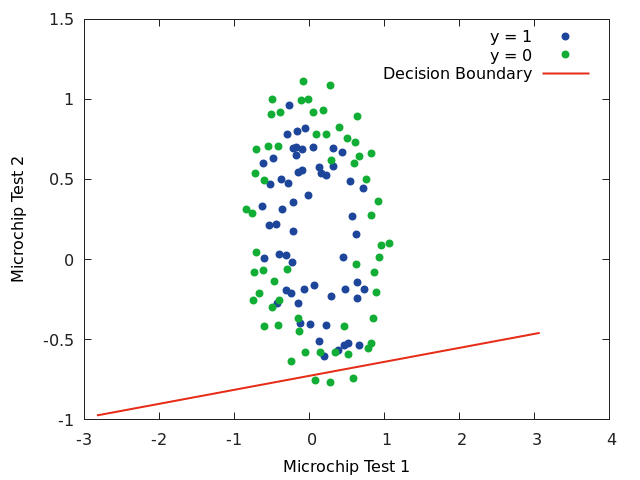 1.5
y = 1
y = 0
Decision Boundary
1
0.5
0
-0.5
-1
-3
-2
-1
0
1
2
3
4
Microchip Test 1
Microchip Test 2